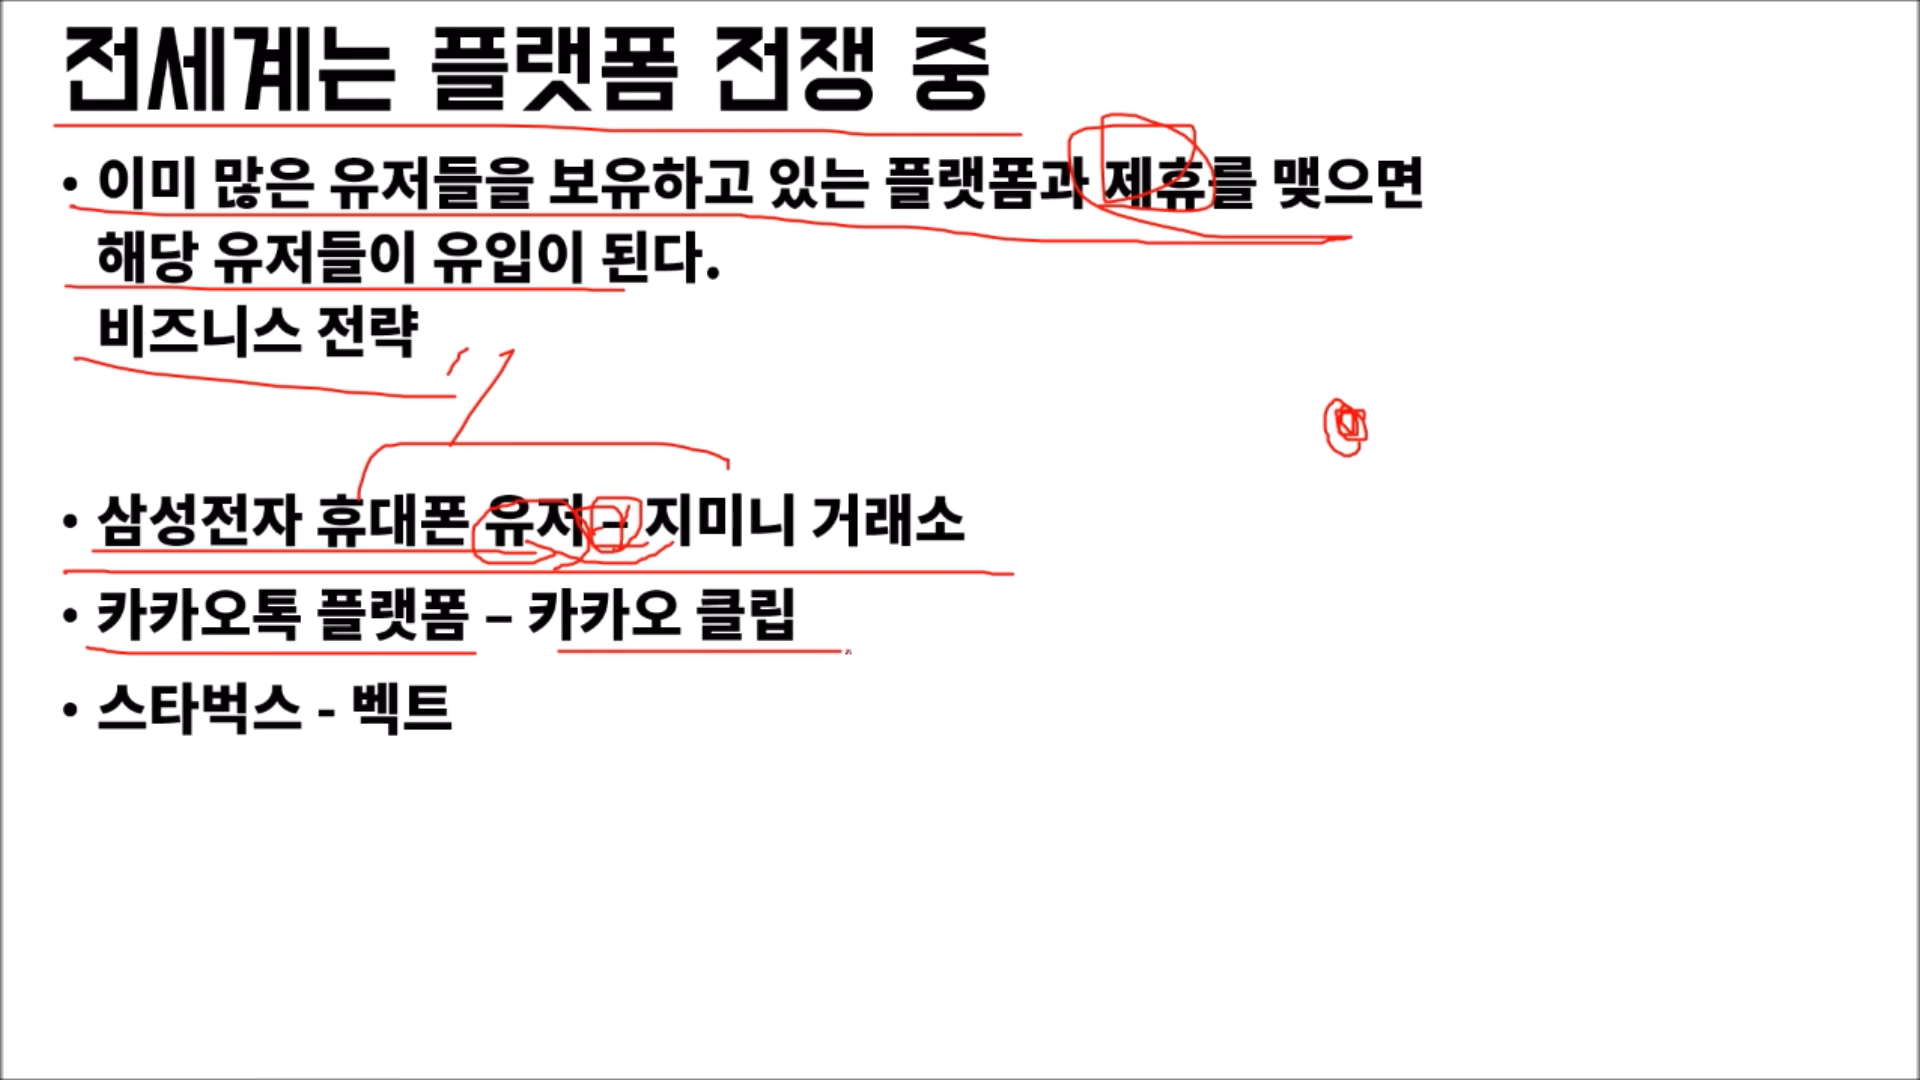 전세계는 플랫폼 전쟁 중
• 이미 많은 유저들을 보유하고 있는 플랫폼과 제휴를 맺으면
해당 유저들이 유입이 된다.
비즈니스 전략
• 삼성전자 휴대폰 유저 – 지미니 거래소
• 카카오톡 플랫폼 – 카카오 클립
• 스타벅스 - 벡트